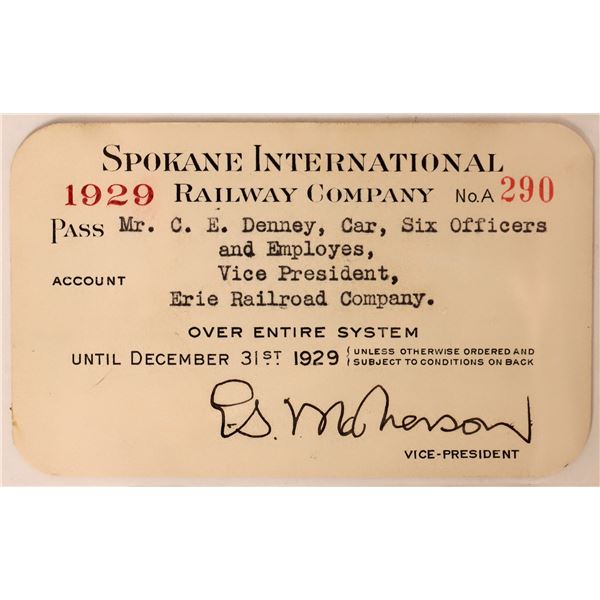 SPOKANE INTERNATIONAL
1929 RAILWAY COMPANY No.A 290
PASS Mr. C. E. Denney, Car, Six Officers
and Employes,
ACCOUNT Vice President,
Erie Railroad Company.
OVER ENTIRE SYSTEM
UNTIL DECEMBER 31ST 1929 { UNLESS OTHERWISE ORDERED AND
SUBJECT TO CONDITIONS ON BACK
VICE-PRESIDENT